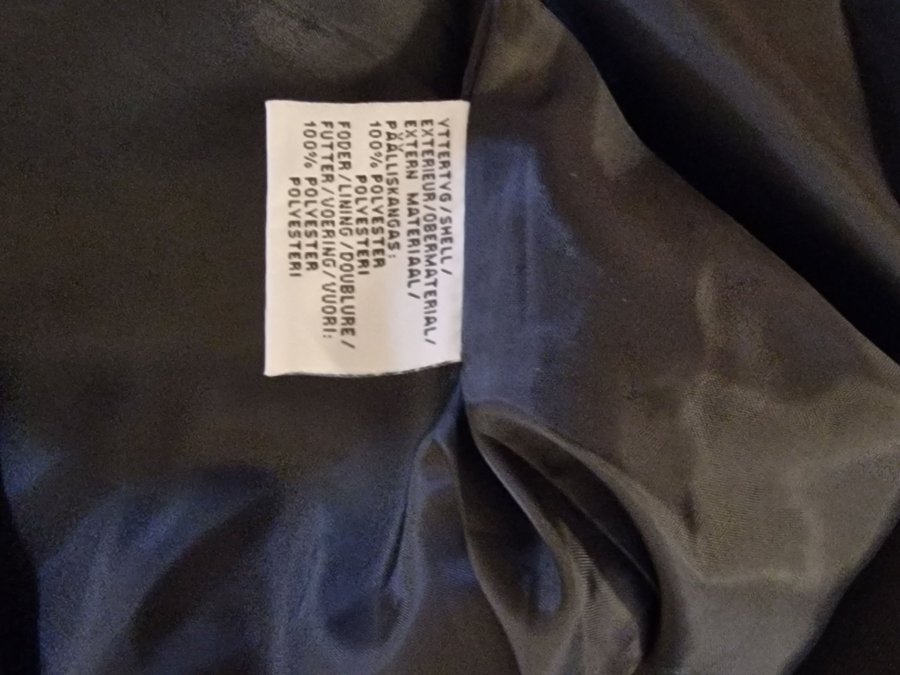 YTTERTYG/SHELL/
EXTERIEUR/OBERMATERIAL/
EXTERN MATERIAAL/
PÄÄLLISKANGAS:
100% POLYESTER
POLYESTERI
FODER/LINING/DOUBLURE/
FUTTER/VOERING/VUORI:
100% POLYESTER
POLYESTERI